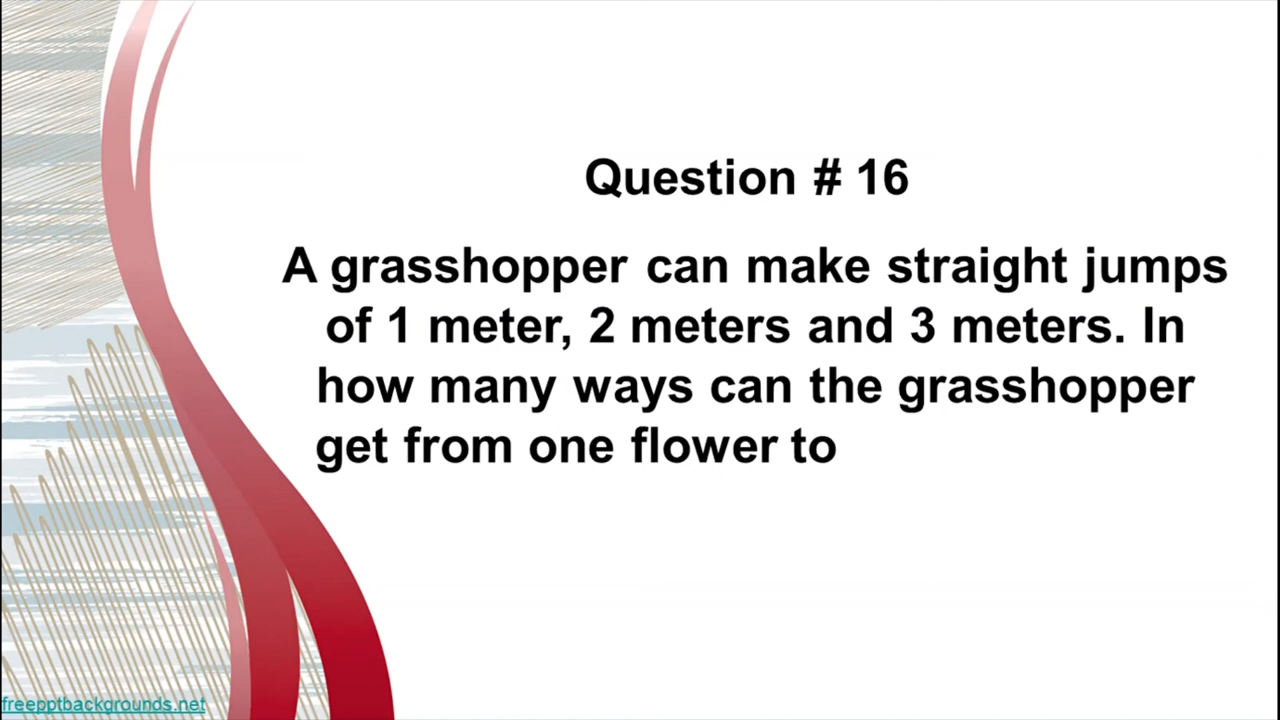 Question # 16
A grasshopper can make straight jumps
of 1 meter, 2 meters and 3 meters. In
how many ways can the grasshopper
get from one flower to
freepptbackgrounds.net